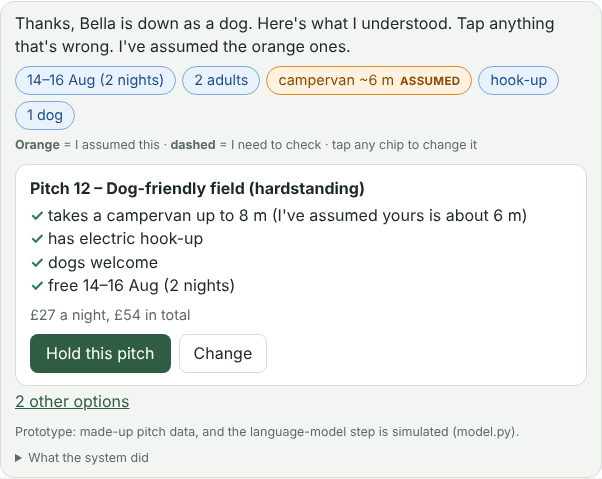 Thanks, Bella is down as a dog. Here's what I understood. Tap anything
that's wrong. I've assumed the orange ones.
14–16 Aug (2 nights) 2 adults campervan ~6 m ASSUMED hook-up
1 dog
Orange = I assumed this · dashed = I need to check · tap any chip to change it
Pitch 12 – Dog-friendly field (hardstanding)
✓ takes a campervan up to 8 m (I've assumed yours is about 6 m)
✓ has electric hook-up
✓ dogs welcome
✓ free 14–16 Aug (2 nights)
£27 a night, £54 in total
Hold this pitch Change
2 other options
Prototype: made-up pitch data, and the language-model step is simulated (model.py).
▶ What the system did